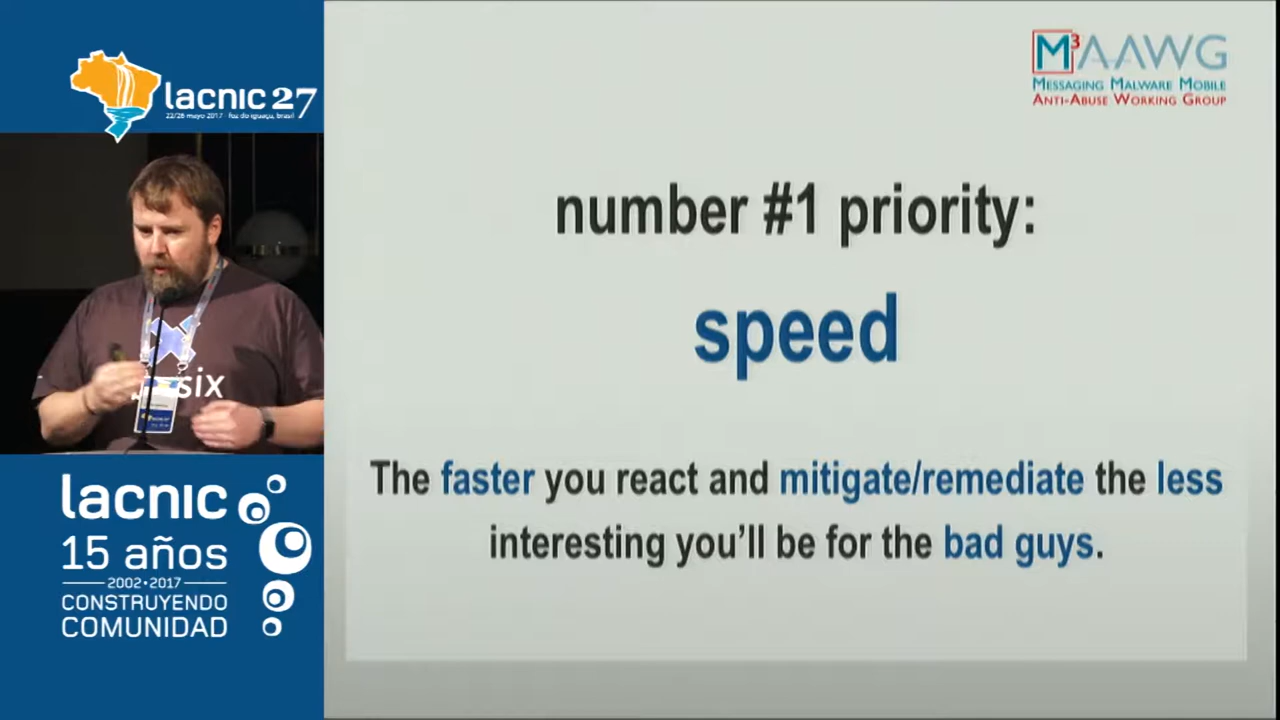 lacnic 27
22/26 mayo 2017 - foz do iguaçu, brasil
six
lacnic
15 años
2002•2017
CONSTRUYENDO
COMUNIDAD
M³AAWG
MESSAGING MALWARE MOBILE
ANTI-ABUSE WORKING GROUP
number #1 priority:
speed
The faster you react and mitigate/remediate the less
interesting you’ll be for the bad guys.